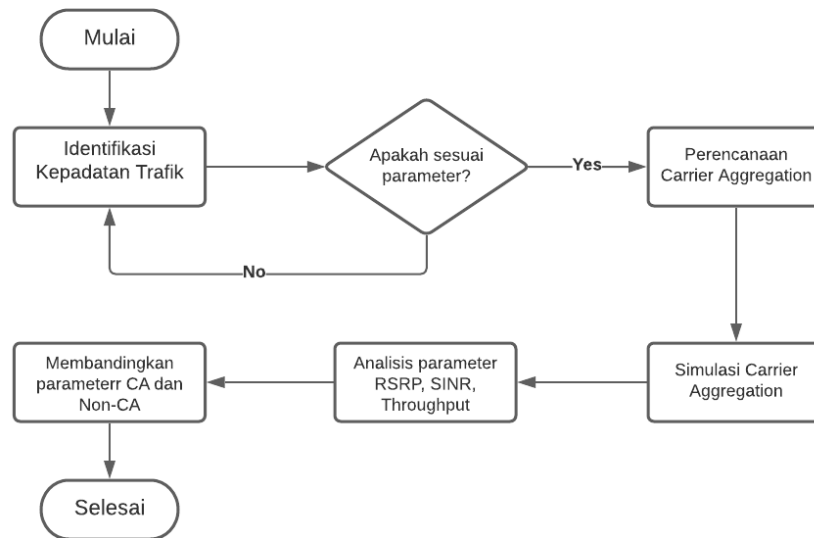 Mulai
Identifikasi
Kepadatan Trafik
Apakah sesuai
parameter?
Yes
Perencanaan
Carrier Aggregation
No
Simulasi Carrier
Aggregation
Analisis parameter
RSRP, SINR,
Throughput
Membandingkan
parameterr CA dan
Non-CA
Selesai